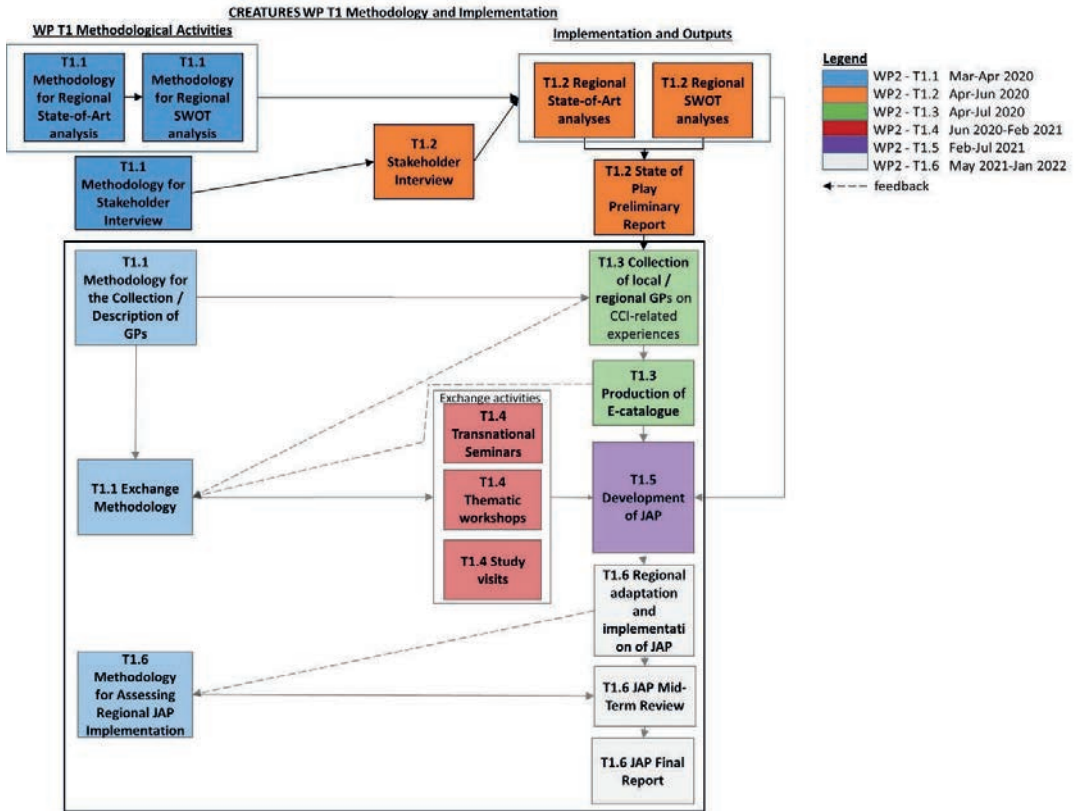 CREATURES WP T1 Methodology and Implementation
WP T1 Methodological Activities
Implementation and Outputs
T1.1
Methodology
for Regional
State-of-Art
analysis
T1.1
Methodology
for Regional
SWOT
analysis
T1.2 Regional
State-of-Art
analyses
T1.2 Regional
SWOT analyses
Legend
WP2 - T1.1 Mar-Apr 2020
WP2 - T1.2 Apr-Jun 2020
WP2 - T1.3 Apr-Jul 2020
WP2 - T1.4 Jun 2020-Feb 2021
WP2 - T1.5 Feb-Jul 2021
WP2 - T1.6 May 2021-Jan 2022
feedback
T1.2
Stakeholder
Interview
T1.1
Methodology for
Stakeholder
Interview
T1.2 State of
Play
Preliminary
Report
T1.1
Methodology for
the Collection /
Description of
GPs
T1.3 Collection
of local /
regional GPs on
CCI-related
experiences
T1.3
Production of
E-catalogue
Exchange activities
T1.4
Transnational
Seminars
T1.1 Exchange
Methodology
T1.4
Thematic
workshops
T1.5
Development
of JAP
T1.4 Study
visits
T1.6 Regional
adaptation
and
implementati
on of JAP
T1.6
Methodology
for Assessing
Regional JAP
Implementation
T1.6 JAP Mid-
Term Review
T1.6 JAP Final
Report